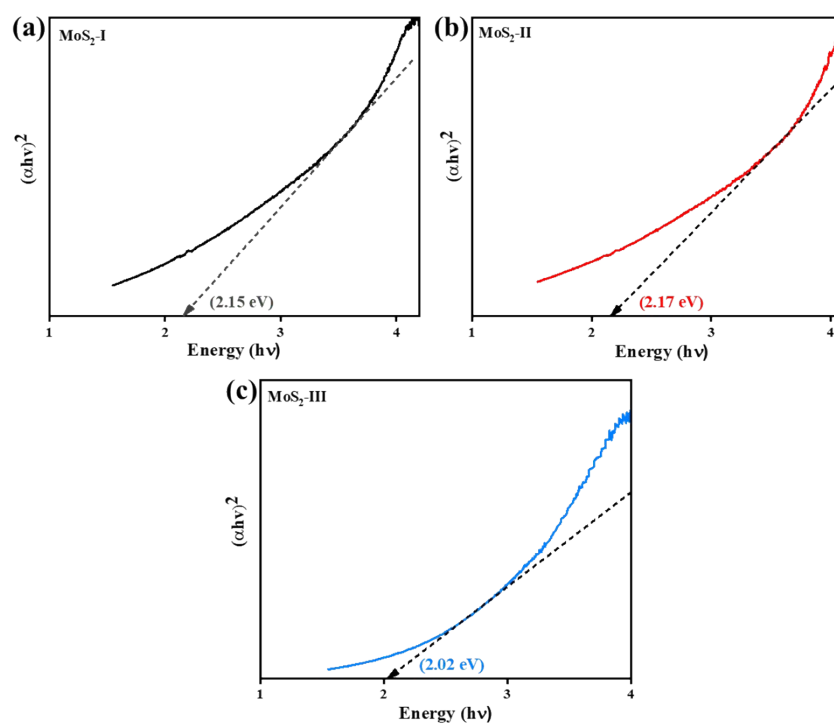 (a)
MoS₂-I
(αhν)²
(2.15 eV)
1 2 3 4
Energy (hν)
(b)
MoS₂-II
(αhν)²
(2.17 eV)
1 2 3 4
Energy (hν)
(c)
MoS₂-III
(αhν)²
(2.02 eV)
1 2 3 4
Energy (hν)